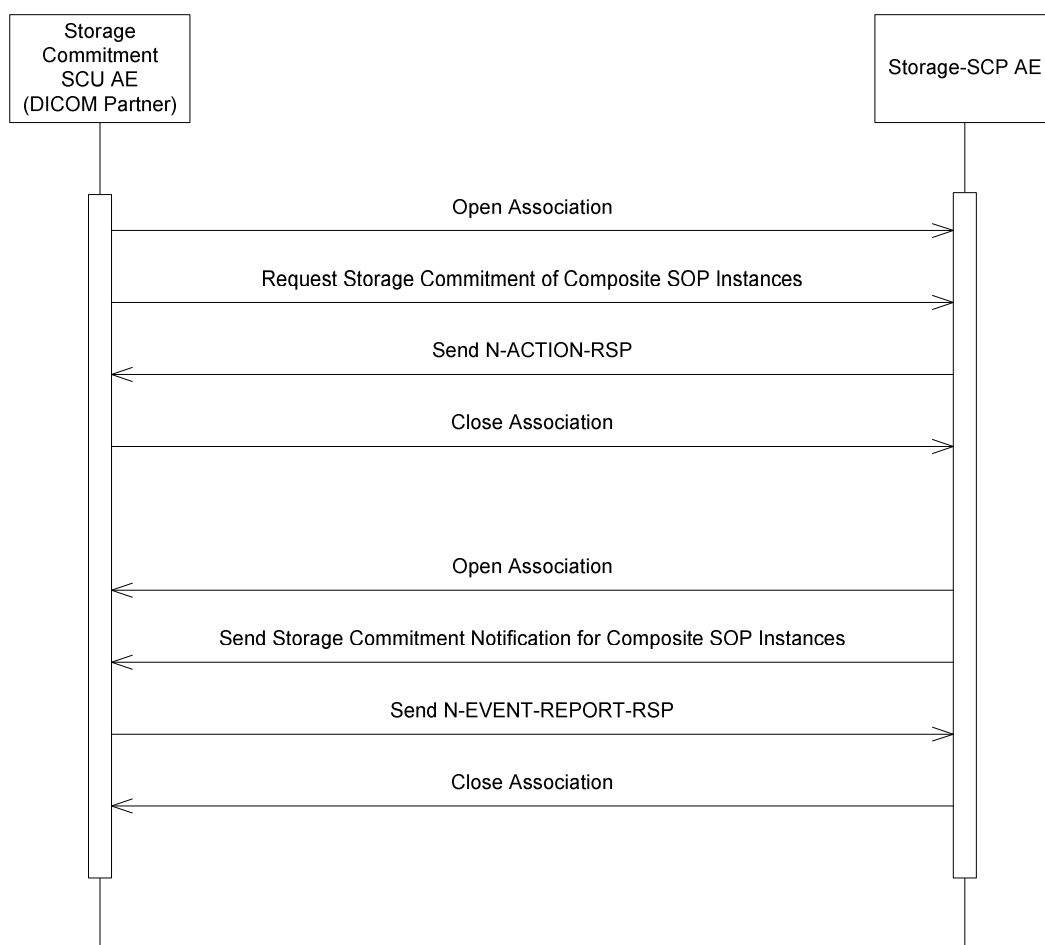 Storage
Commitment
SCU AE
(DICOM Partner)
Storage-SCP AE
Open Association
Request Storage Commitment of Composite SOP Instances
Send N-ACTION-RSP
Close Association
Open Association
Send Storage Commitment Notification for Composite SOP Instances
Send N-EVENT-REPORT-RSP
Close Association